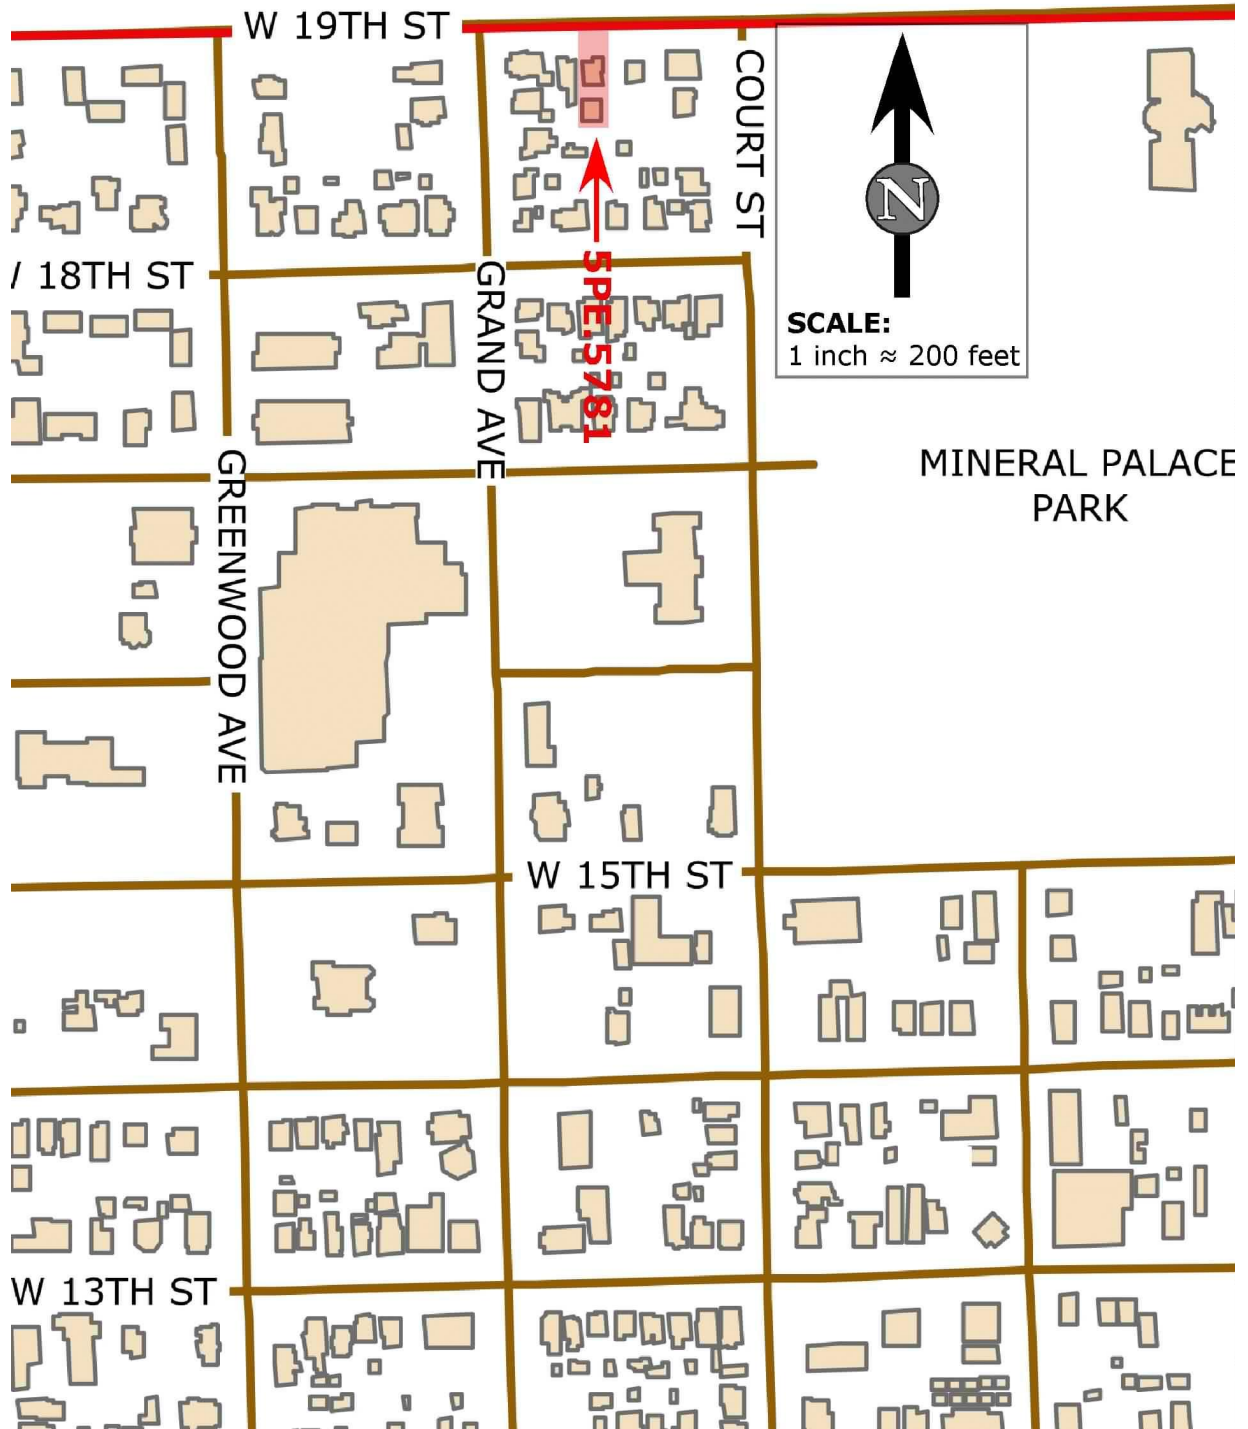 W 19TH ST
COURT ST
N
W 18TH ST
GRAND AVE
5PE.5781
SCALE:
1 inch ≈ 200 feet
GREENWOOD AVE
MINERAL PALACE
PARK
W 15TH ST
W 13TH ST